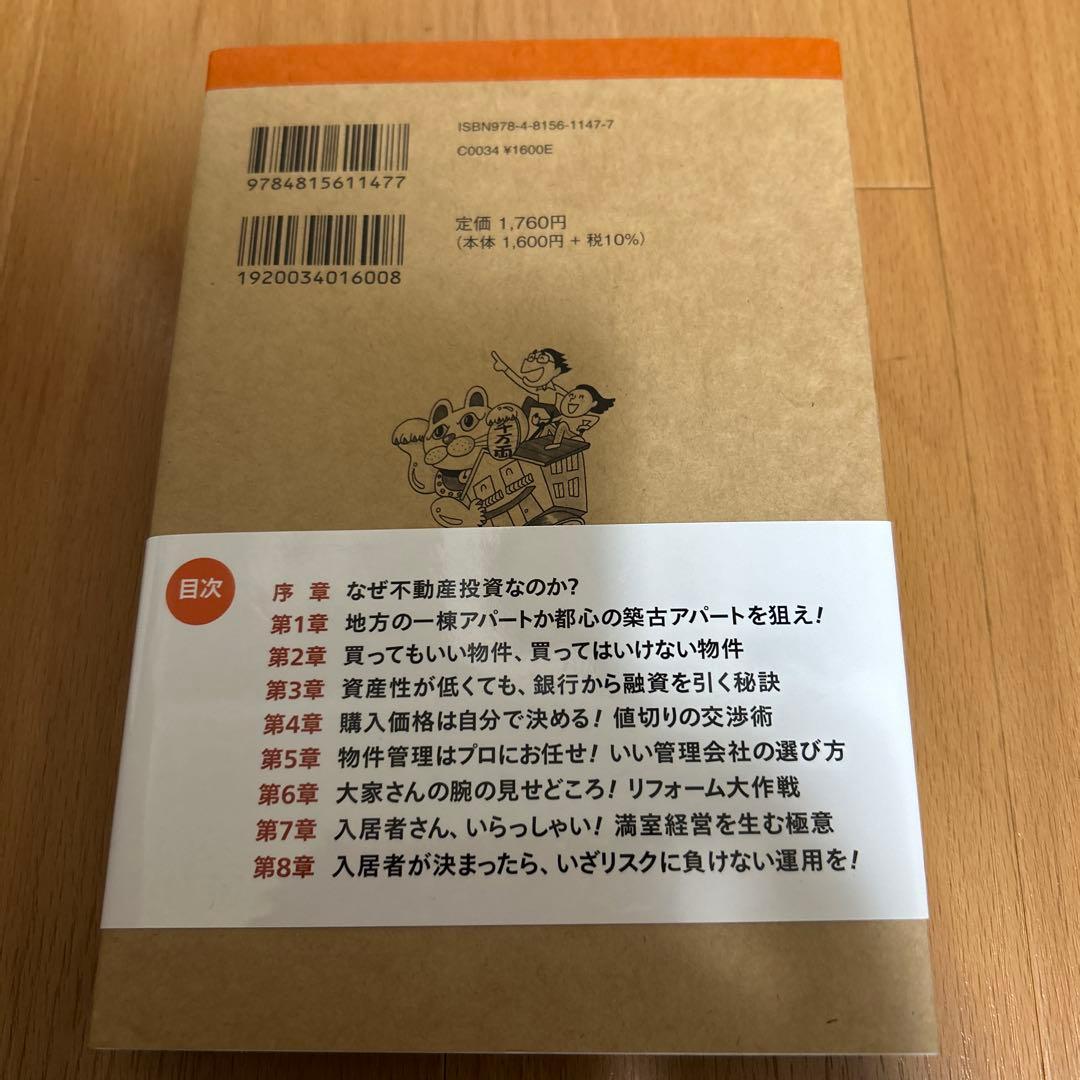 ISBN978-4-8156-1147-7
C0034 ¥1600E
9784815611477
定価 1,760円
(本体 1,600円 + 税10%)
1920034016008
千万両
目次
序 章 なぜ不動産投資なのか?
第1章 地方の一棟アパートか都心の築古アパートを狙え!
第2章 買ってもいい物件、買ってはいけない物件
第3章 資産性が低くても、銀行から融資を引く秘訣
第4章 購入価格は自分で決める! 値切りの交渉術
第5章 物件管理はプロにお任せ! いい管理会社の選び方
第6章 大家さんの腕の見せどころ! リフォーム大作戦
第7章 入居者さん、いらっしゃい! 満室経営を生む極意
第8章 入居者が決まったら、いざリスクに負けない運用を!